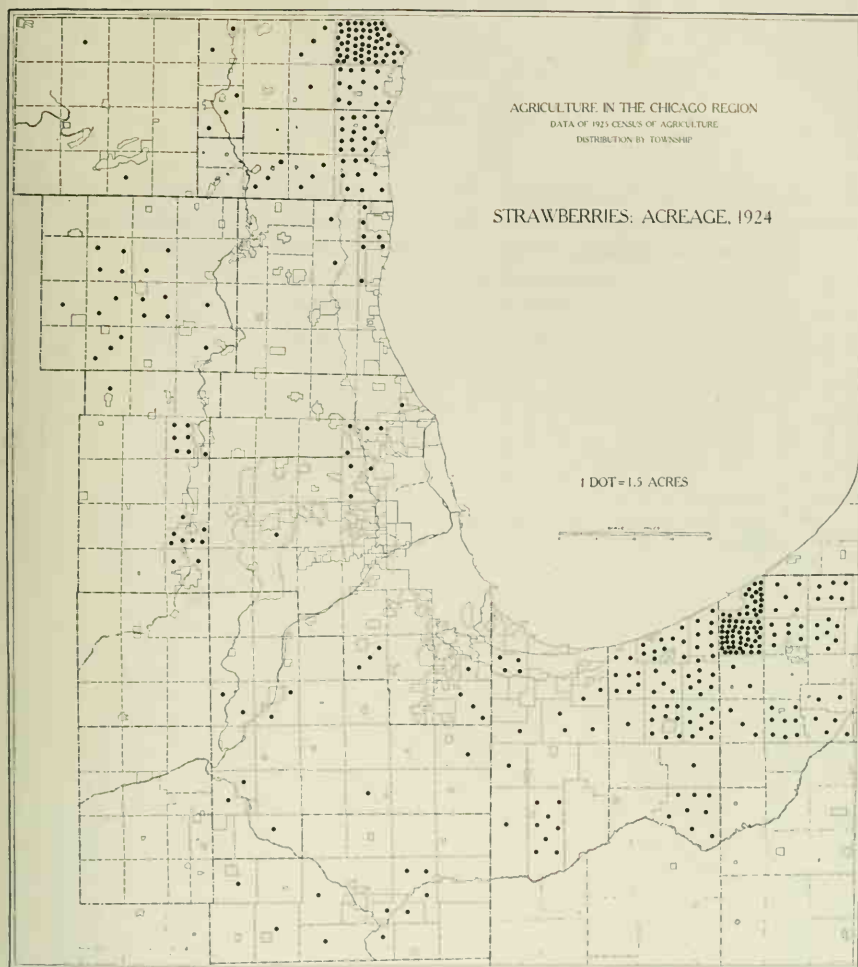 AGRICULTURE IN THE CHICAGO REGION
DATA OF 1925 CENSUS OF AGRICULTURE
DISTRIBUTION BY TOWNSHIP
STRAWBERRIES: ACREAGE, 1924
1 DOT = 1.5 ACRES